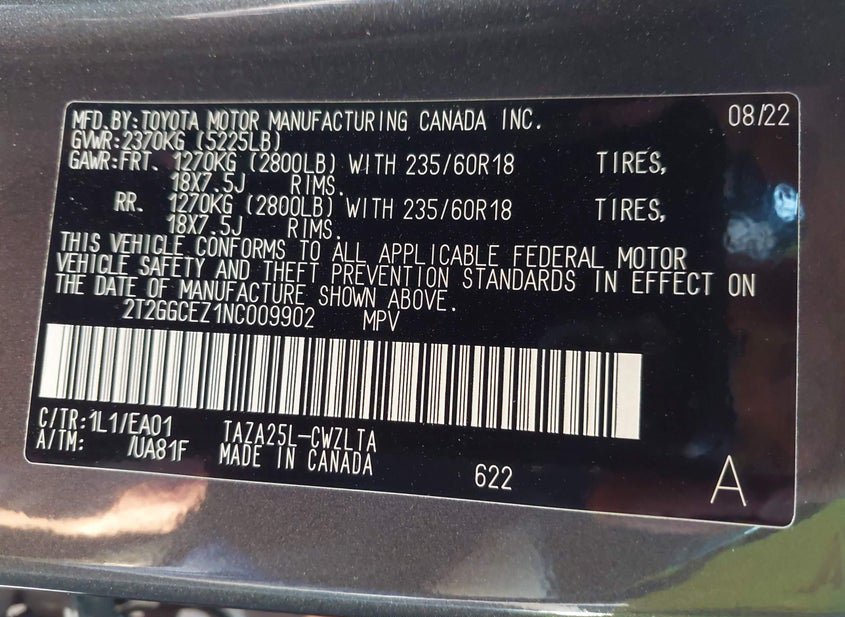 MFD.BY:TOYOTA MOTOR MANUFACTURING CANADA INC. 08/22
GVWR:2370KG (5225LB)
GAWR:FRT. 1270KG (2800LB) WITH 235/60R18 TIRES,
18X7.5J RIMS.
RR. 1270KG (2800LB) WITH 235/60R18 TIRES,
18X7.5J RIMS.
THIS VEHICLE CONFORMS TO ALL APPLICABLE FEDERAL MOTOR
VEHICLE SAFETY AND THEFT PREVENTION STANDARDS IN EFFECT ON
THE DATE OF MANUFACTURE SHOWN ABOVE.
2T2GGCEZ1NC009902 MPV
C/TR:1L1/EA01 TAZA25L-CWZLTA
A/TM: /UA81F MADE IN CANADA
622
A